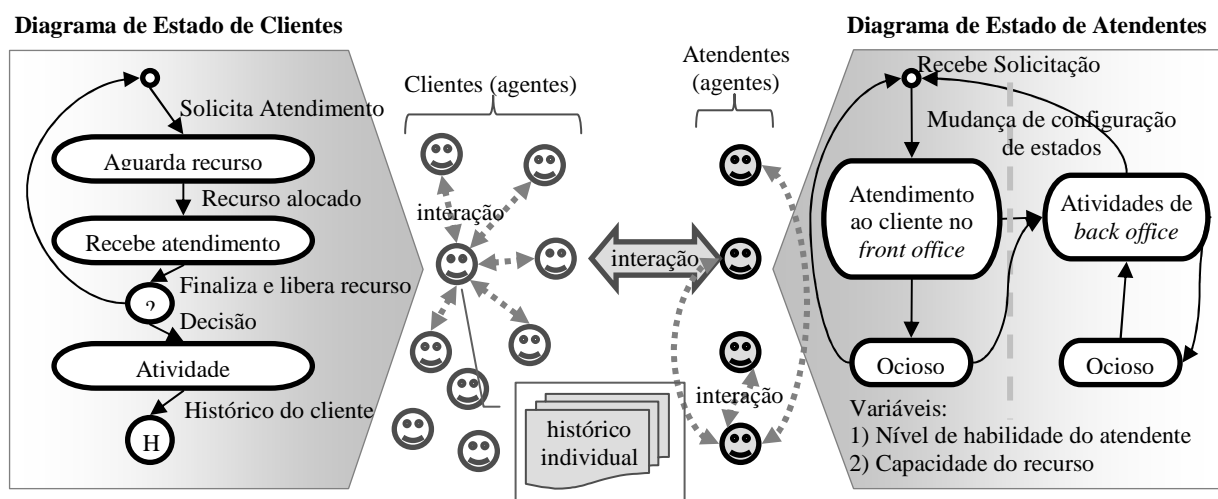 Diagrama de Estado de Clientes
Solicita Atendimento
Aguarda recurso
Recurso alocado
Recebe atendimento
Finaliza e libera recurso
?
Decisão
Atividade
Histórico do cliente
H
Clientes (agentes)
interação
histórico
individual
interação
Atendentes
(agentes)
interação
Diagrama de Estado de Atendentes
Recebe Solicitação
Mudança de configuração
de estados
Atendimento
ao cliente no
front office
Atividades de
back office
Ocioso
Ocioso
Variáveis:
1) Nível de habilidade do atendente
2) Capacidade do recurso